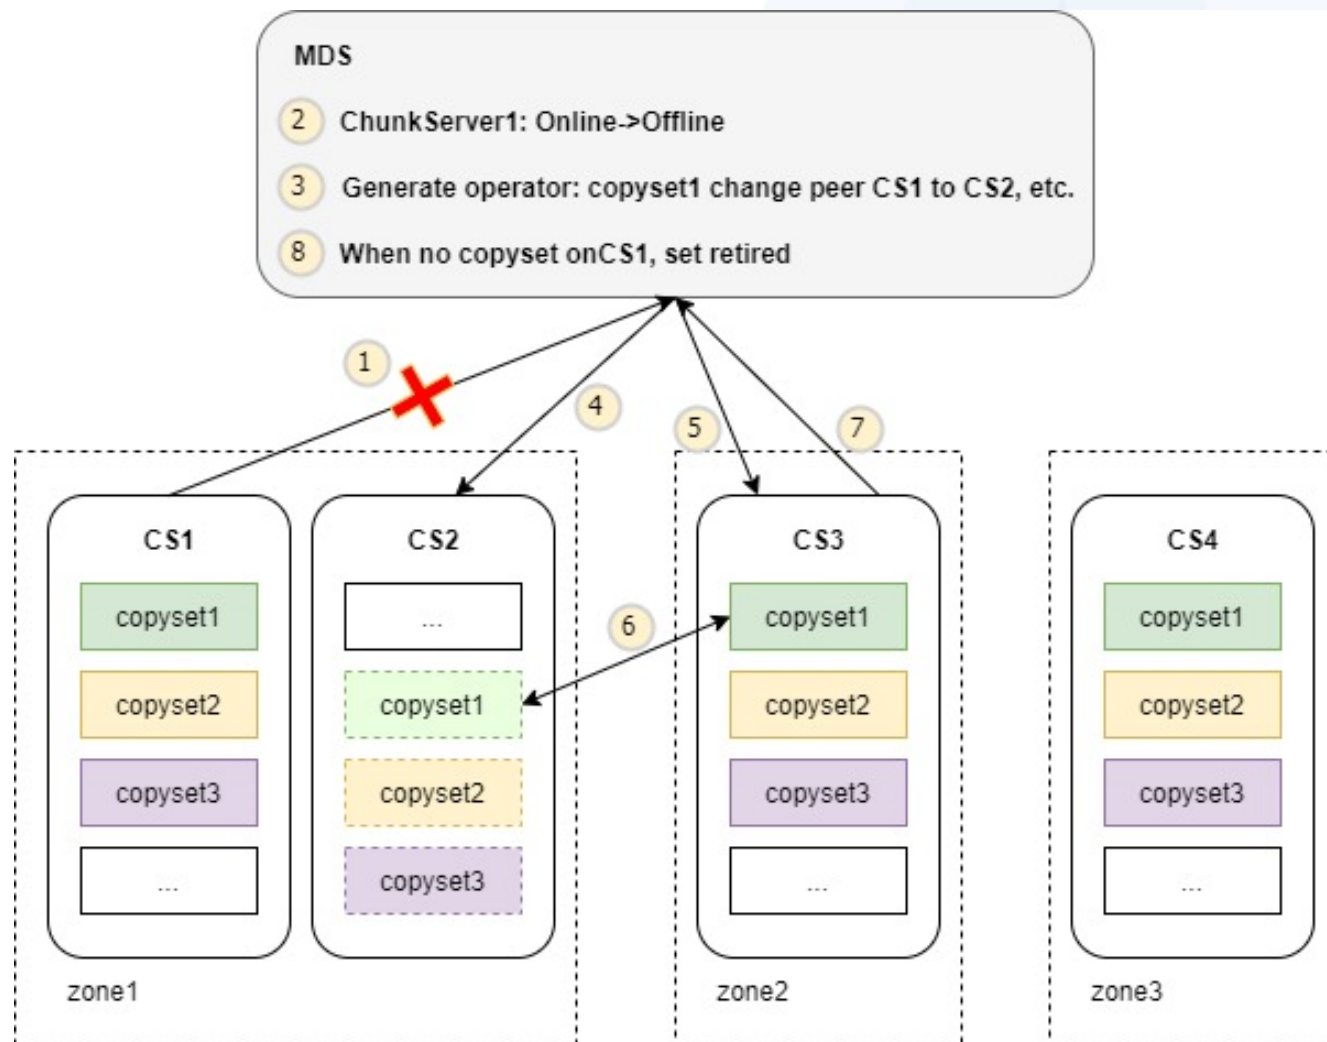 MDS
2 ChunkServer1: Online->Offline
3 Generate operator: copyset1 change peer CS1 to CS2, etc.
8 When no copyset onCS1, set retired
1
4
5
7
CS1
copyset1
copyset2
copyset3
...
CS2
...
copyset1
copyset2
copyset3
zone1
6
CS3
copyset1
copyset2
copyset3
...
zone2
CS4
copyset1
copyset2
copyset3
...
zone3